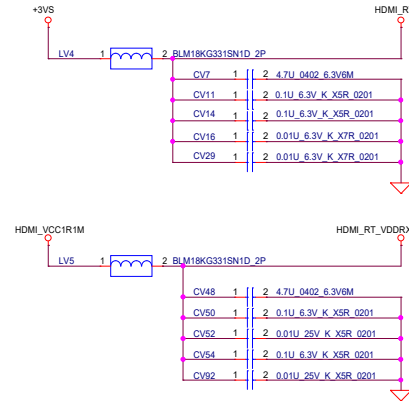 +3VS HDMI_R
LV4 1 2 BLM18KG331SN1D_2P
CV7 1 2 4.7U_0402_6.3V6M
CV11 1 2 0.1U_6.3V_K_X5R_0201
CV14 1 2 0.1U_6.3V_K_X5R_0201
CV16 1 2 0.01U_6.3V_K_X7R_0201
CV29 1 2 0.01U_6.3V_K_X7R_0201
HDMI_VCC1R1M HDMI_RT_VDDRX
LV5 1 2 BLM18KG331SN1D_2P
CV48 1 2 4.7U_0402_6.3V6M
CV50 1 2 0.1U_6.3V_K_X5R_0201
CV52 1 2 0.01U_25V_K_X5R_0201
CV54 1 2 0.1U_6.3V_K_X5R_0201
CV92 1 2 0.01U_25V_K_X5R_0201